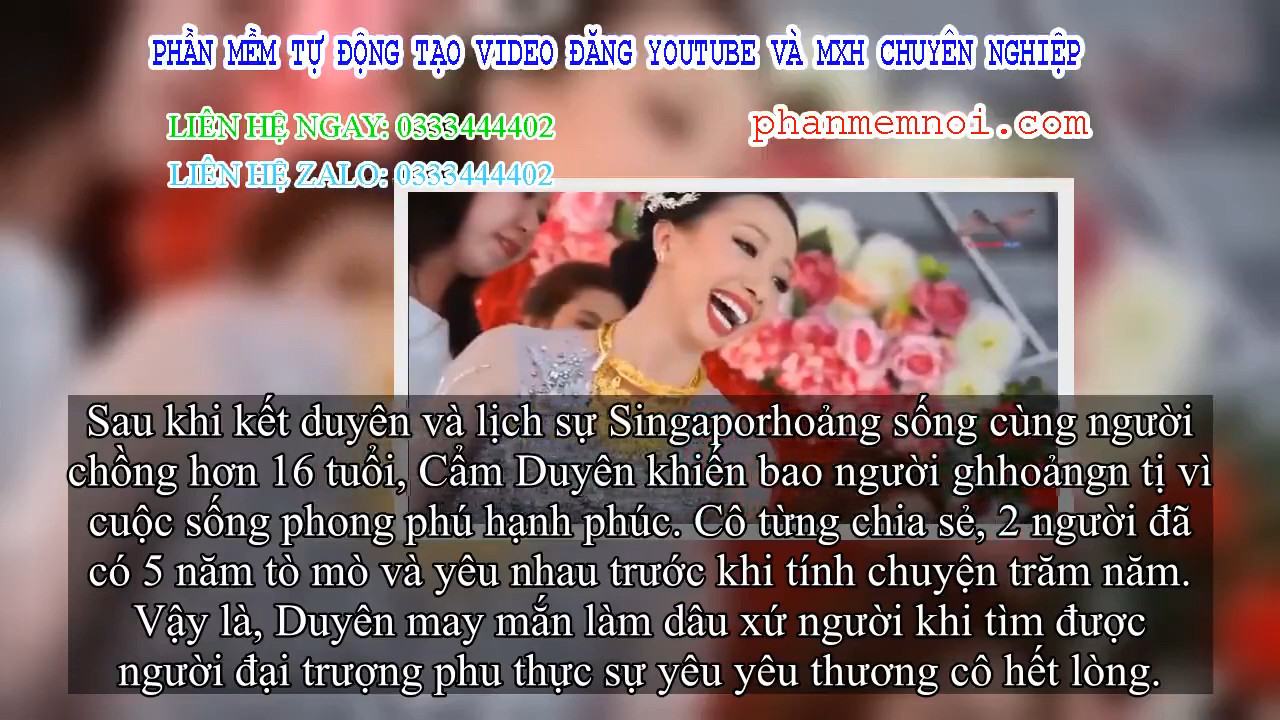 PHẦN MỀM TỰ ĐỘNG TẠO VIDEO ĐĂNG YOUTUBE VÀ MXH CHUYÊN NGHIỆP
LIÊN HỆ NGAY: 0333444402
phanmemnoi.com
LIÊN HỆ ZALO: 0333444402
Sau khi kết duyên và lịch sự Singaporhoảng sống cùng người
chồng hơn 16 tuổi, Cẩm Duyên khiến bao người ghhoảngn tị vì
cuộc sống phong phú hạnh phúc. Cô từng chia sẻ, 2 người đã
có 5 năm tò mò và yêu nhau trước khi tính chuyện trăm năm.
Vậy là, Duyên may mắn làm dâu xứ người khi tìm được
người đại trượng phu thực sự yêu yêu thương cô hết lòng.